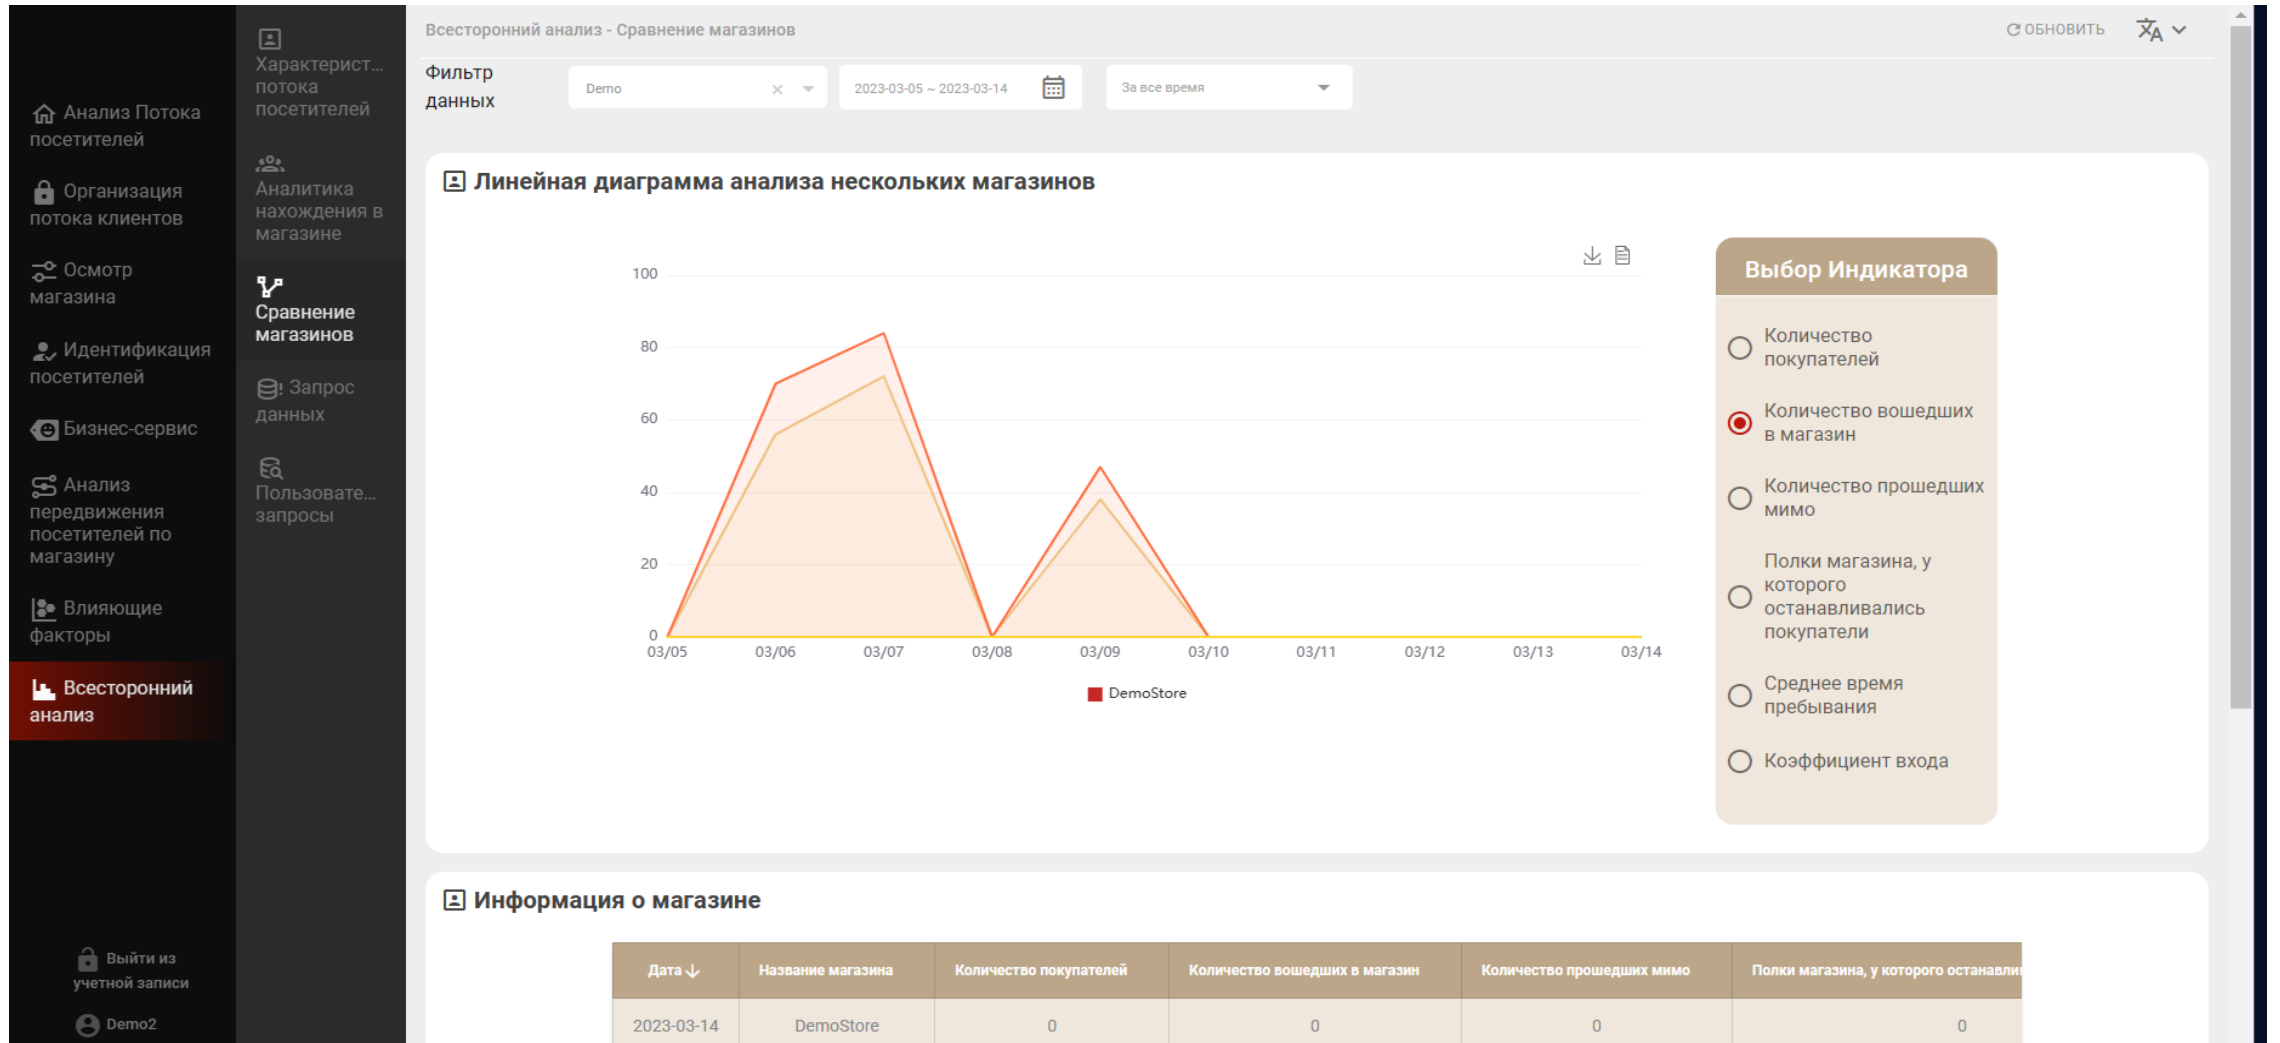 Анализ Потока
посетителей
Организация
потока клиентов
Осмотр
магазина
Идентификация
посетителей
Бизнес-сервис
Анализ
передвижения
посетителей по
магазину
Влияющие
факторы
Всесторонний
анализ
Выйти из
учетной записи
Demo2
Характерист...
потока
посетителей
Аналитика
нахождения в
магазине
Сравнение
магазинов
Запрос
данных
Пользовате...
запросы
Всесторонний анализ - Сравнение магазинов
ОБНОВИТЬ
Фильтр
данных
Demo
2023-03-05 ~ 2023-03-14
За все время
Линейная диаграмма анализа нескольких магазинов
100
80
60
40
20
0
03/05 03/06 03/07 03/08 03/09 03/10 03/11 03/12 03/13 03/14
DemoStore
Выбор Индикатора
Количество
покупателей
Количество вошедших
в магазин
Количество прошедших
мимо
Полки магазина, у
которого
останавливались
покупатели
Среднее время
пребывания
Коэффициент входа
Информация о магазине
Дата Название магазина Количество покупателей Количество вошедших в магазин Количество прошедших мимо Полки магазина, у которого останавли
2023-03-14 DemoStore 0 0 0 0